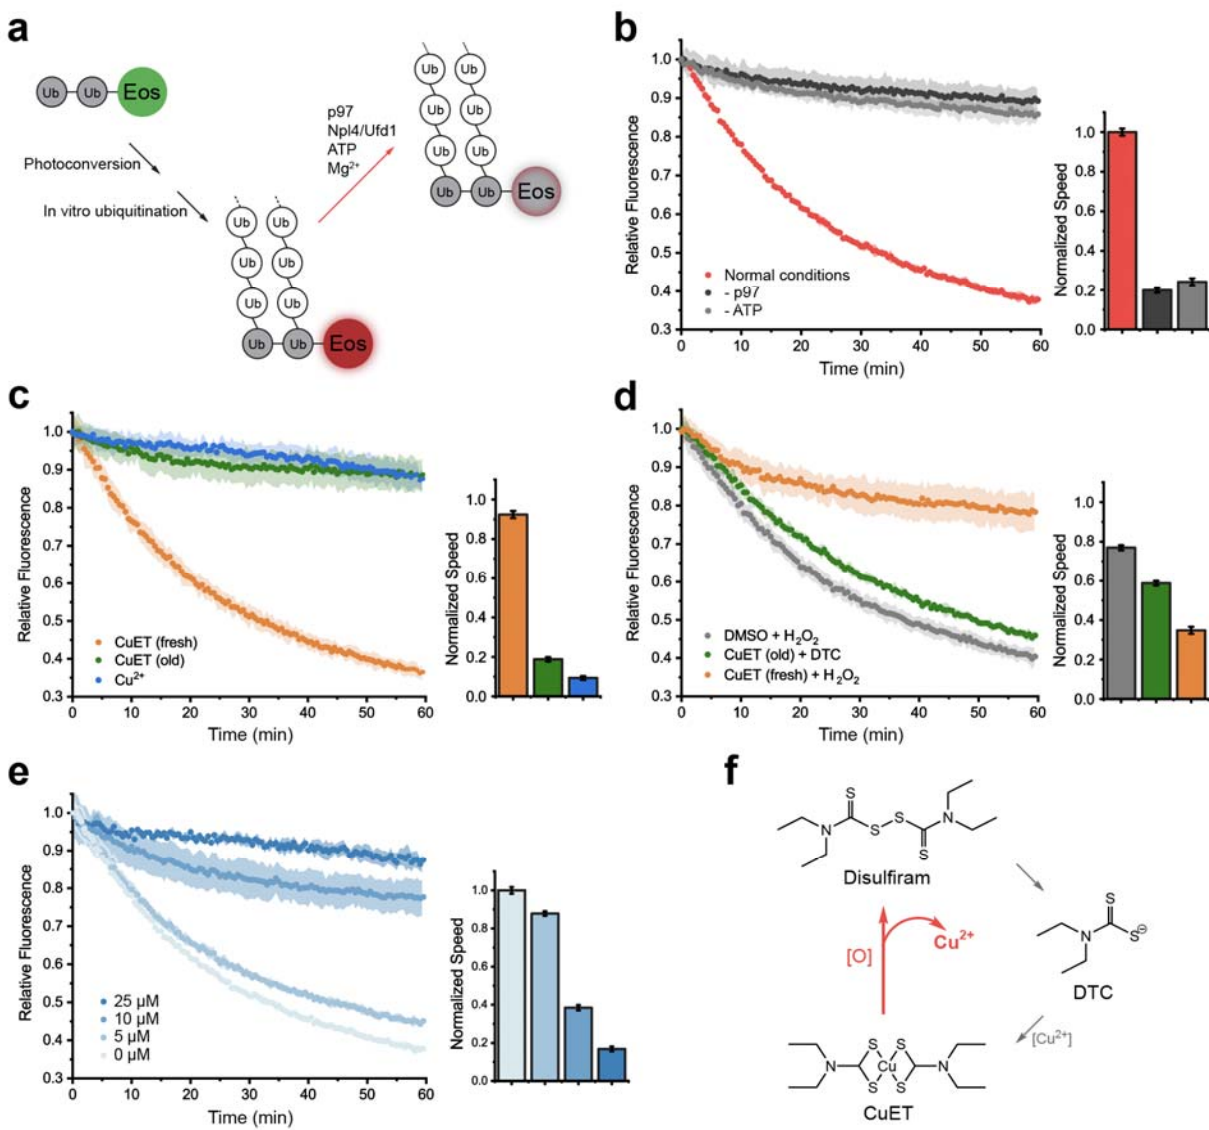 a
Ub
Ub
Eos
Photoconversion
In vitro ubiquitination
Ub
Ub
Ub
Ub
Ub
Ub
Ub
Ub
Eos
p97
Npl4/Ufd1
ATP
Mg²⁺
Ub
Ub
Ub
Ub
Ub
Ub
Ub
Ub
Eos
b
Relative Fluorescence
1.0
0.9
0.8
0.7
0.6
0.5
0.4
0.3
Normal conditions
- p97
- ATP
0 10 20 30 40 50 60
Time (min)
Normalized Speed
1.0
0.8
0.6
0.4
0.2
0.0
c
Relative Fluorescence
1.0
0.9
0.8
0.7
0.6
0.5
0.4
0.3
CuET (fresh)
CuET (old)
Cu²⁺
0 10 20 30 40 50 60
Time (min)
Normalized Speed
1.0
0.8
0.6
0.4
0.2
0.0
d
Relative Fluorescence
1.0
0.9
0.8
0.7
0.6
0.5
0.4
0.3
DMSO + H₂O₂
CuET (old) + DTC
CuET (fresh) + H₂O₂
0 10 20 30 40 50 60
Time (min)
Normalized Speed
1.0
0.8
0.6
0.4
0.2
0.0
e
Relative Fluorescence
1.0
0.9
0.8
0.7
0.6
0.5
0.4
0.3
25 µM
10 µM
5 µM
0 µM
0 10 20 30 40 50 60
Time (min)
Normalized Speed
1.0
0.8
0.6
0.4
0.2
0.0
f
S
N
S
S
N
S
Disulfiram
S
N
S⊖
DTC
[O]
Cu²⁺
[Cu²⁺]
S S
N Cu N
S S
CuET